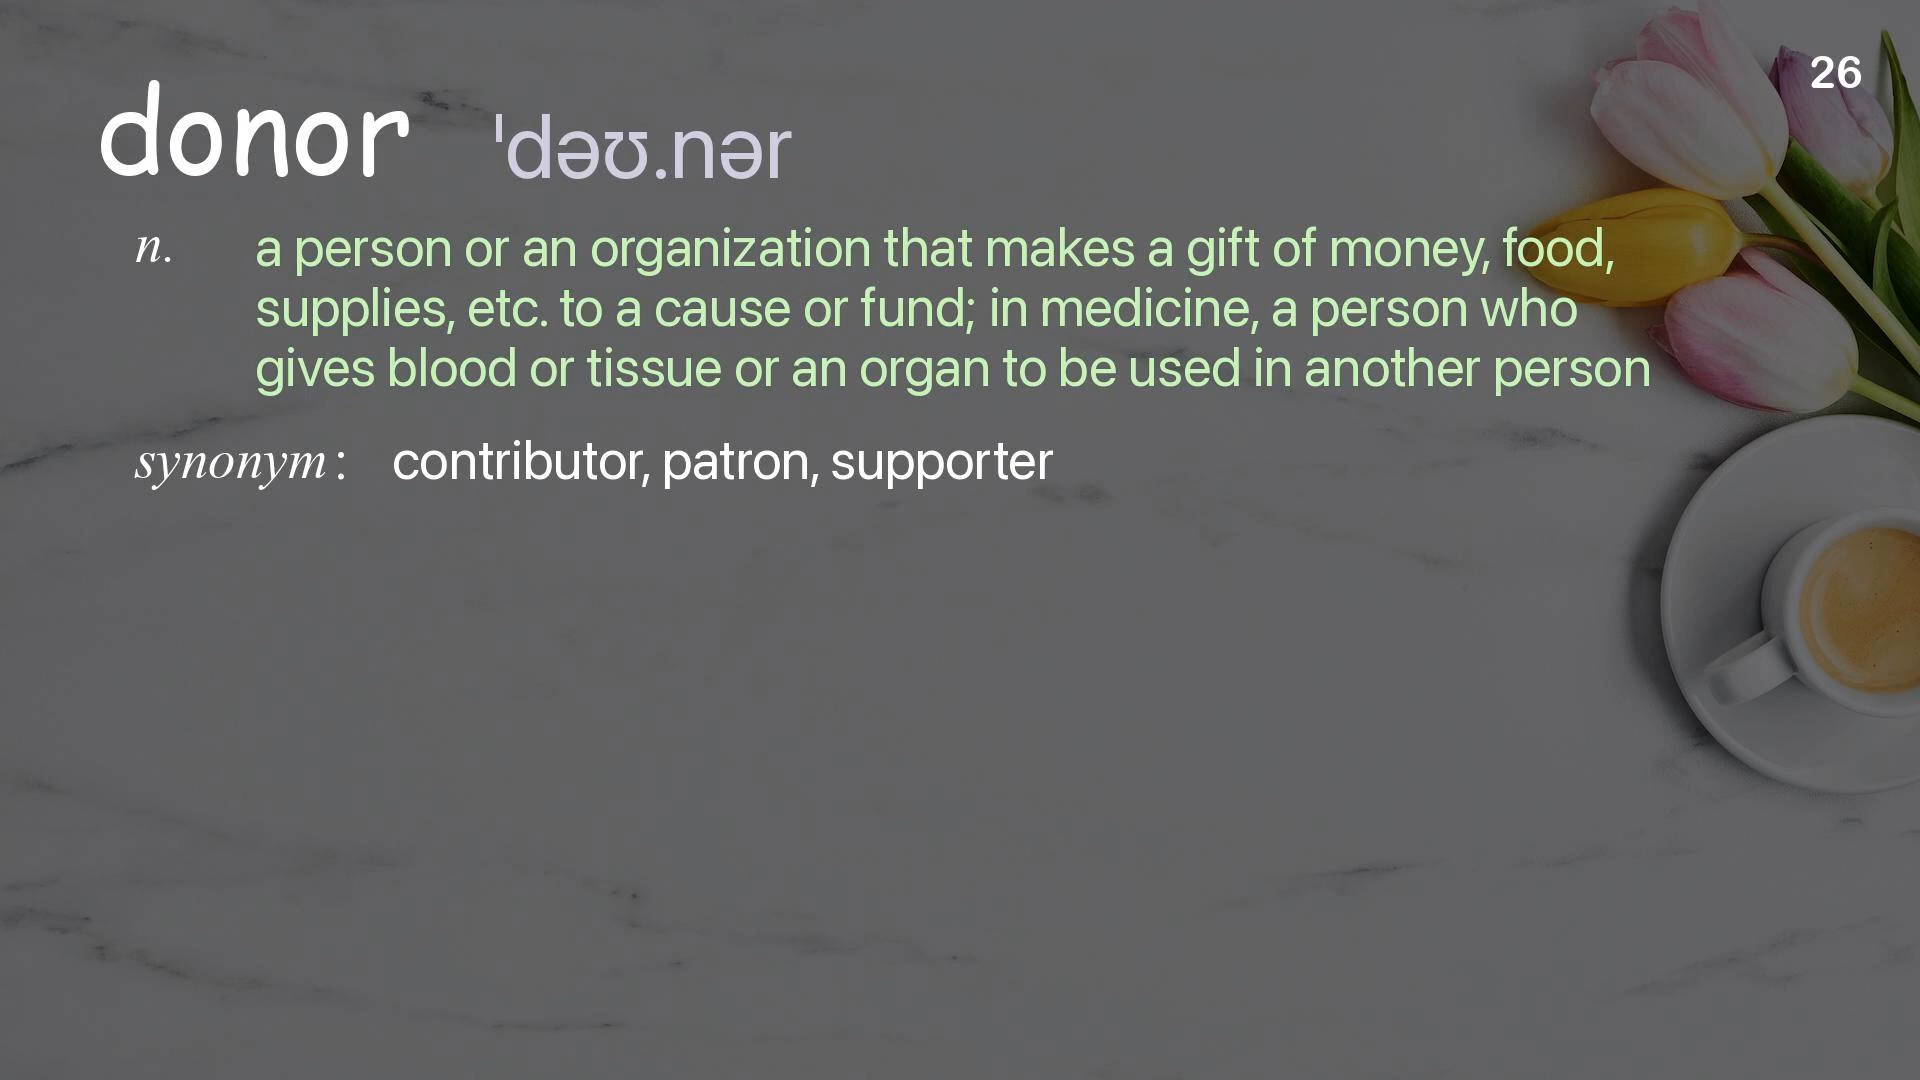 26
donor ˈdəʊ.nər
n. a person or an organization that makes a gift of money, food,
supplies, etc. to a cause or fund; in medicine, a person who
gives blood or tissue or an organ to be used in another person
synonym : contributor, patron, supporter